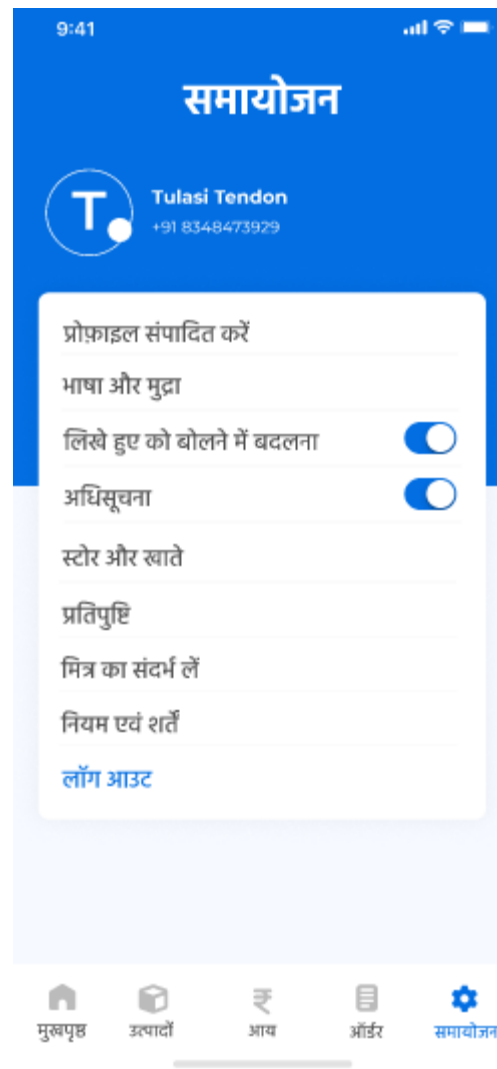 9:41
समायोजन
T
Tulasi Tendon
+91 8348473929
प्रोफ़ाइल संपादित करें
भाषा और मुद्रा
लिखे हुए को बोलने में बदलना
अधिसूचना
स्टोर और खाते
प्रतिपुष्टि
मित्र का संदर्भ लें
नियम एवं शर्तें
लॉग आउट
₹
मुखपृष्ठ उत्पादों आय ऑर्डर समायोजन